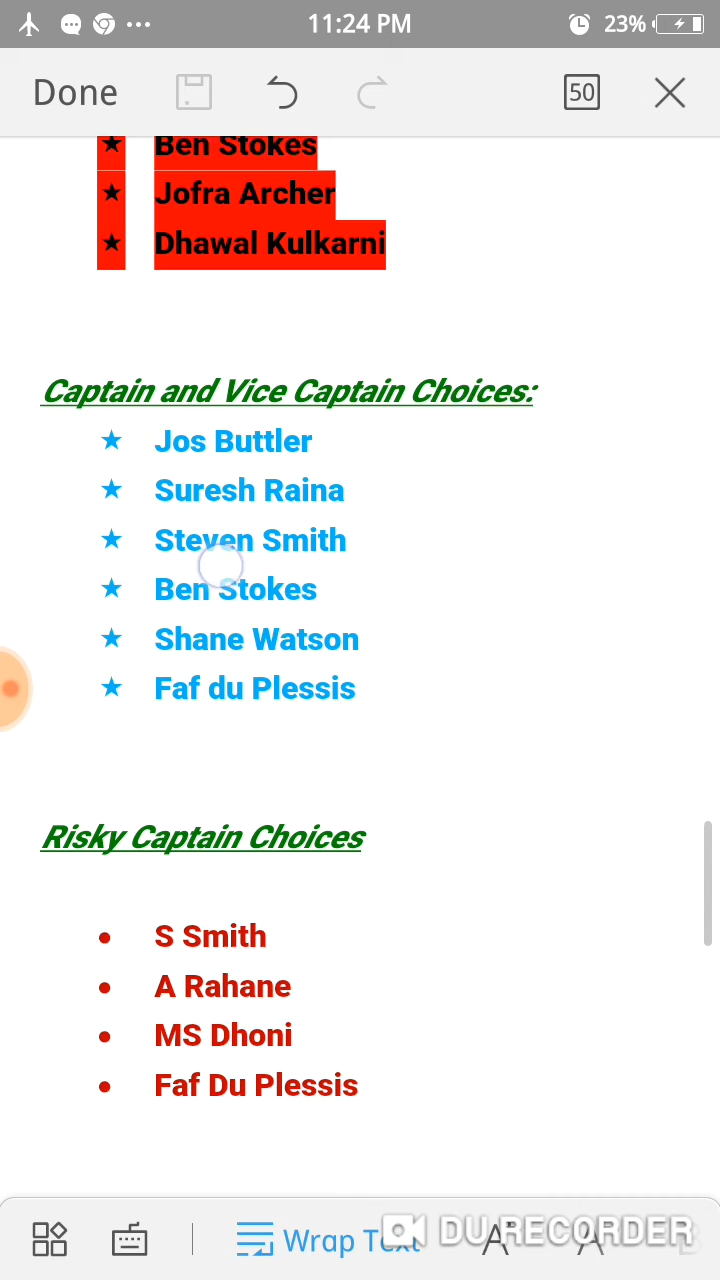 11:24 PM
23%
Done
50
★ Ben Stokes
★ Jofra Archer
★ Dhawal Kulkarni
Captain and Vice Captain Choices:
★ Jos Buttler
★ Suresh Raina
★ Steven Smith
★ Ben Stokes
★ Shane Watson
★ Faf du Plessis
Risky Captain Choices
• S Smith
• A Rahane
• MS Dhoni
• Faf Du Plessis
Wrap Text
DU RECORDER